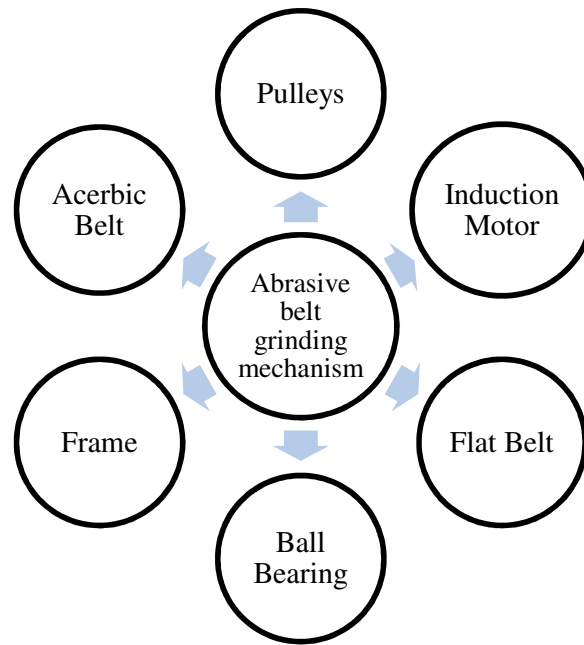 Pulleys
Acerbic
Belt
Induction
Motor
Abrasive
belt
grinding
mechanism
Frame
Flat Belt
Ball
Bearing